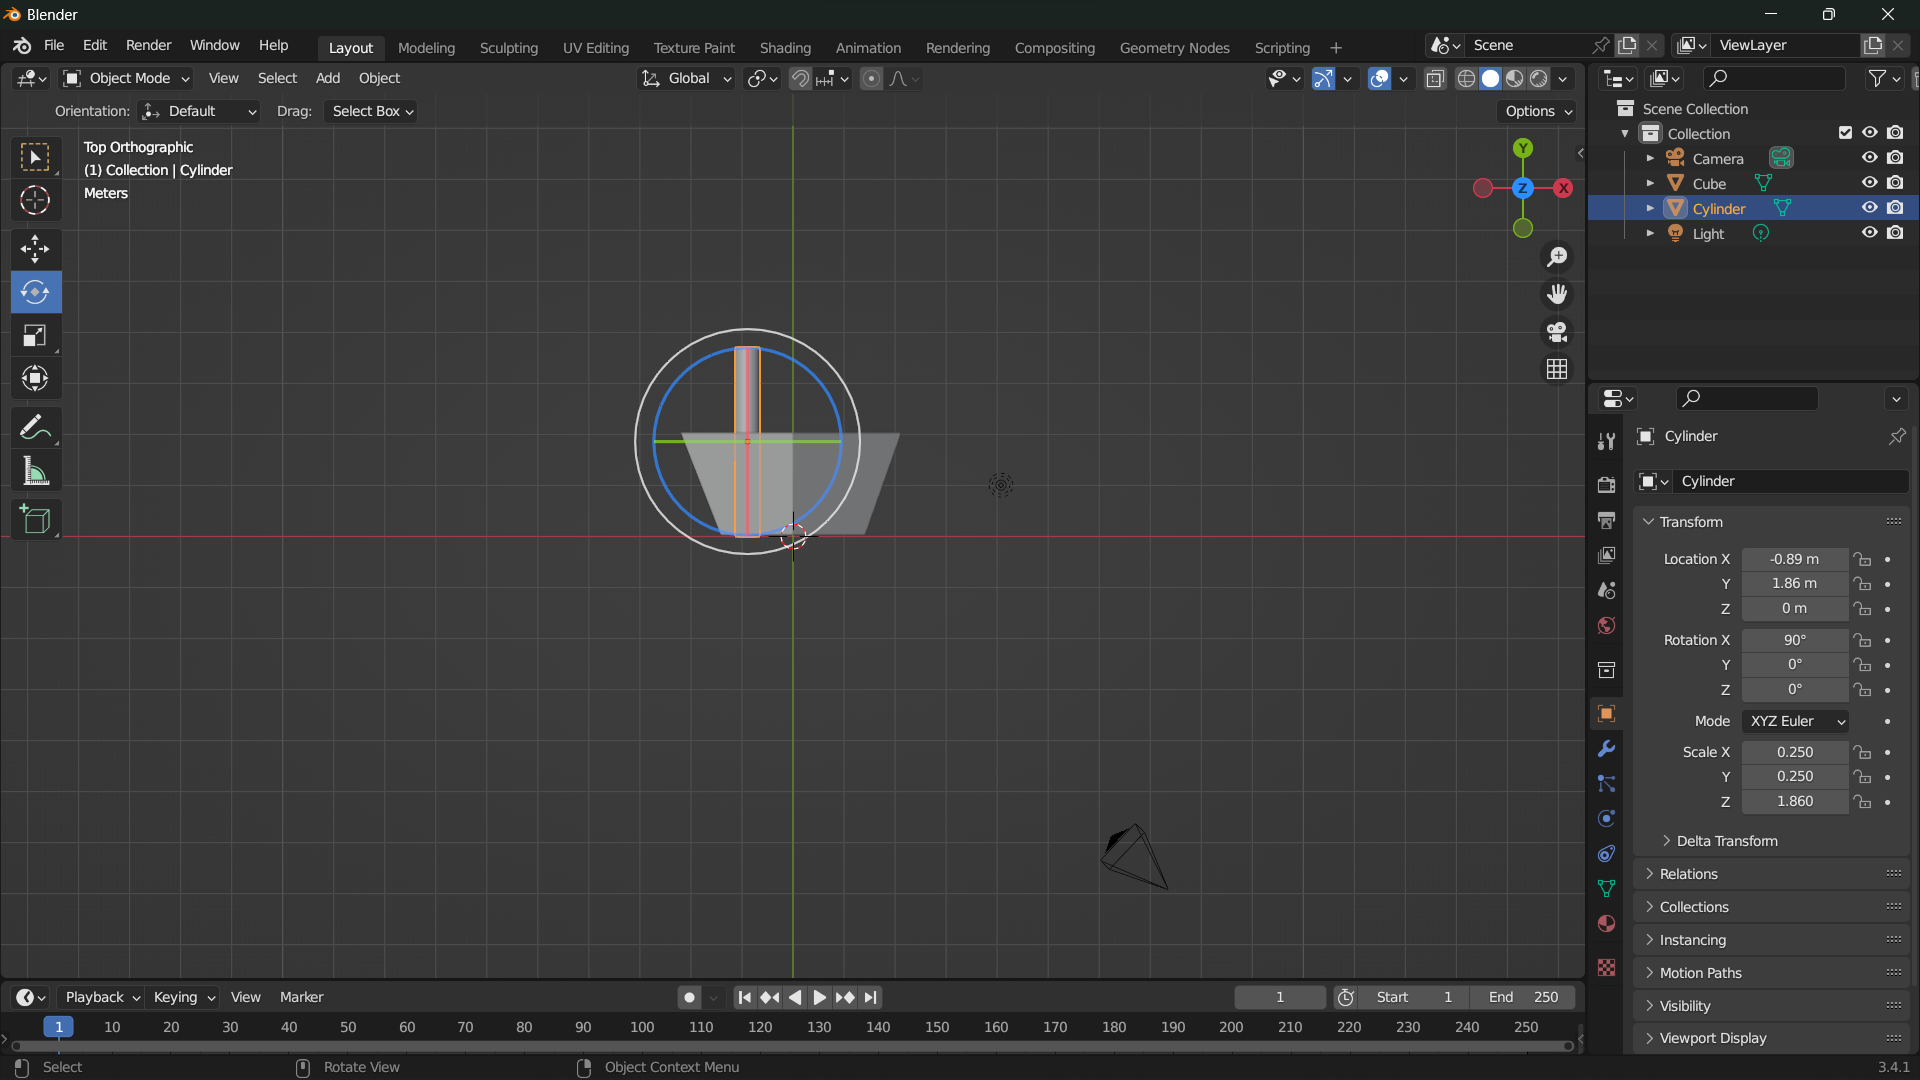 Blender
File Edit Render Window Help Layout Modeling Sculpting UV Editing Texture Paint Shading Animation Rendering Compositing Geometry Nodes Scripting + Scene ViewLayer
Object Mode View Select Add Object Global
Orientation: Default Drag: Select Box Options
Top Orthographic
(1) Collection | Cylinder
Meters
Y
Z
X
Scene Collection
Collection
Camera
Cube
Cylinder
Light
Cylinder
Cylinder
Transform
Location X -0.89 m
Y 1.86 m
Z 0 m
Rotation X 90°
Y 0°
Z 0°
Mode XYZ Euler
Scale X 0.250
Y 0.250
Z 1.860
Delta Transform
Relations
Collections
Instancing
Motion Paths
Visibility
Viewport Display
Playback Keying View Marker 1 Start 1 End 250
1 10 20 30 40 50 60 70 80 90 100 110 120 130 140 150 160 170 180 190 200 210 220 230 240 250
Select Rotate View Object Context Menu 3.4.1